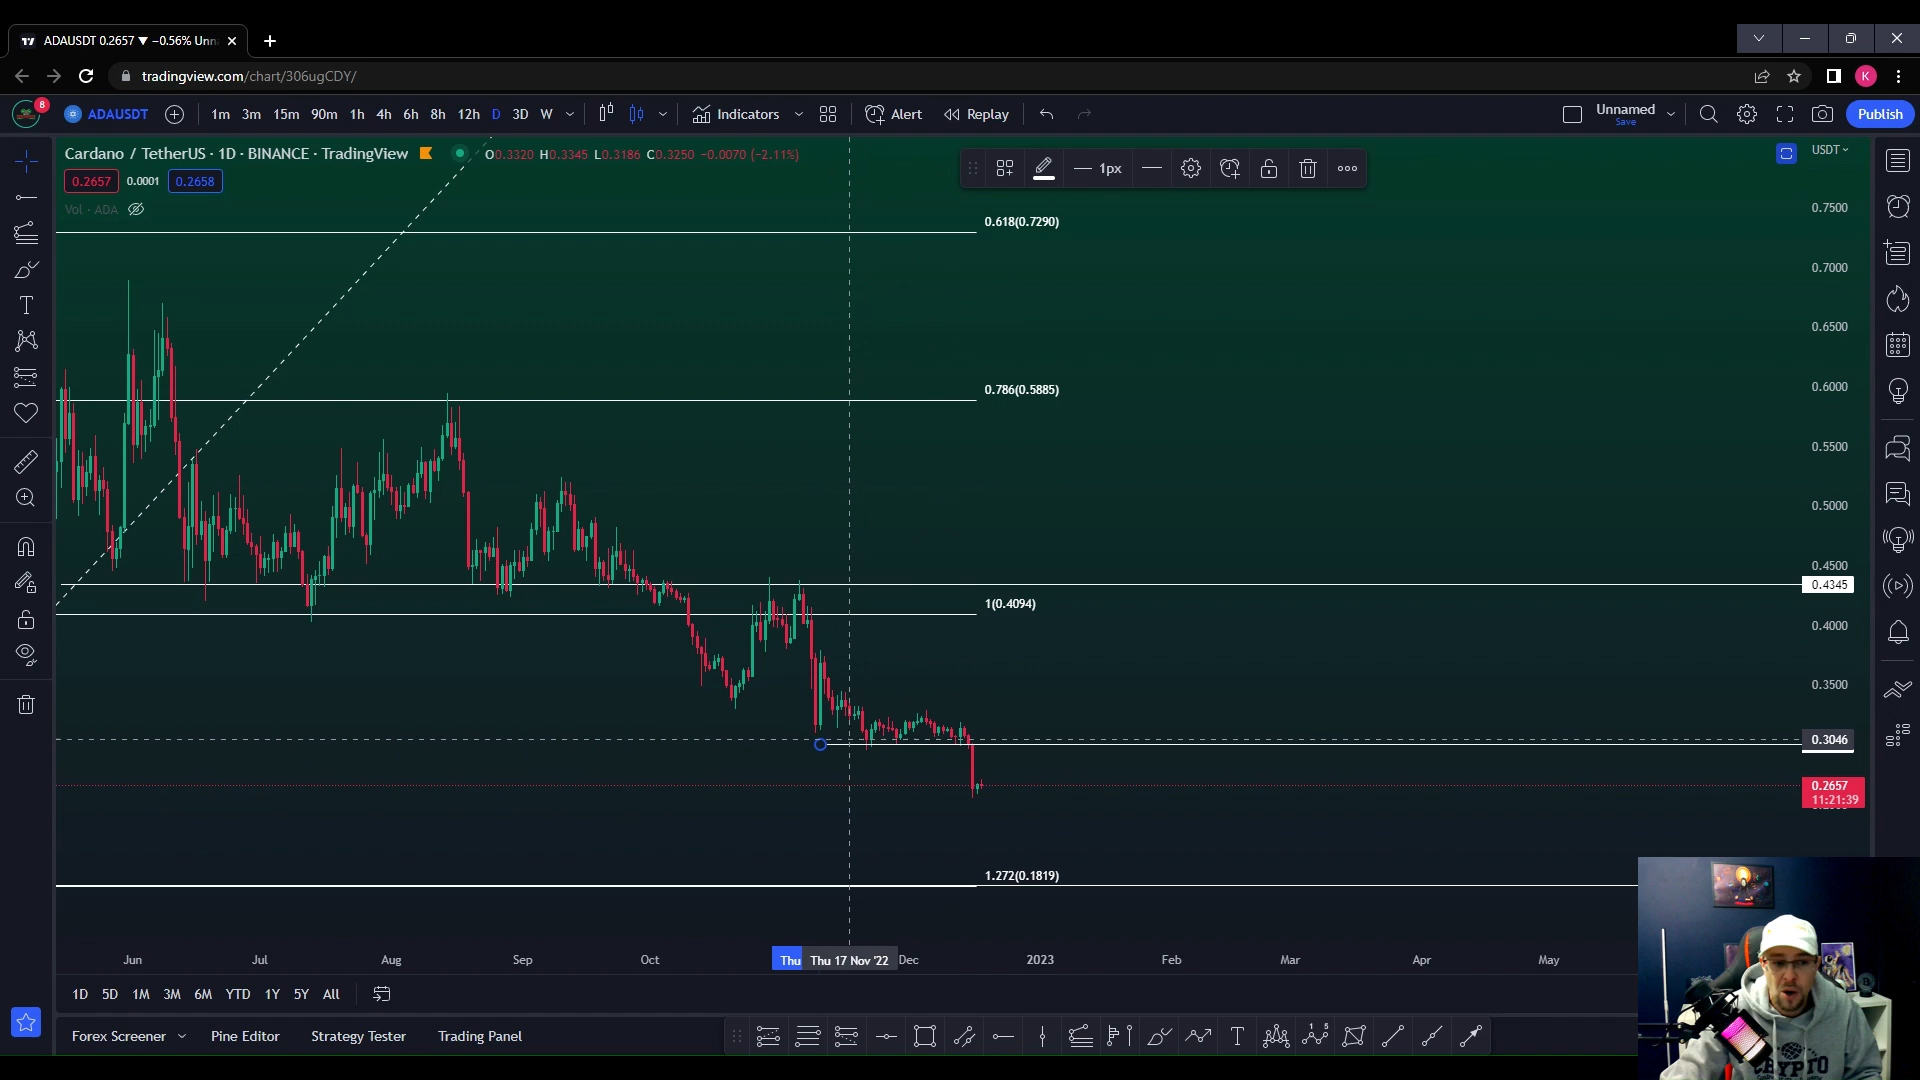 ADAUSDT 0.2657 ▼ −0.56% Unn
tradingview.com/chart/306ugCDY/
K
8
ADAUSDT
1m 3m 15m 90m 1h 4h 6h 8h 12h D 3D W
Indicators
Alert
Replay
Unnamed
Save
Publish
Cardano / TetherUS · 1D · BINANCE · TradingView
O0.3320 H0.3345 L0.3186 C0.3250 −0.0070 (−2.11%)
0.2657 0.0001 0.2658
Vol · ADA
1px
USDT
0.618(0.7290)
0.786(0.5885)
1(0.4094)
1.272(0.1819)
0.7500
0.7000
0.6500
0.6000
0.5500
0.5000
0.4500
0.4345
0.4000
0.3500
0.3046
0.2657
11:21:39
Jun Jul Aug Sep Oct Thu Thu 17 Nov '22 Dec 2023 Feb Mar Apr May
1D 5D 1M 3M 6M YTD 1Y 5Y All
Forex Screener Pine Editor Strategy Tester Trading Panel
CRYPTO